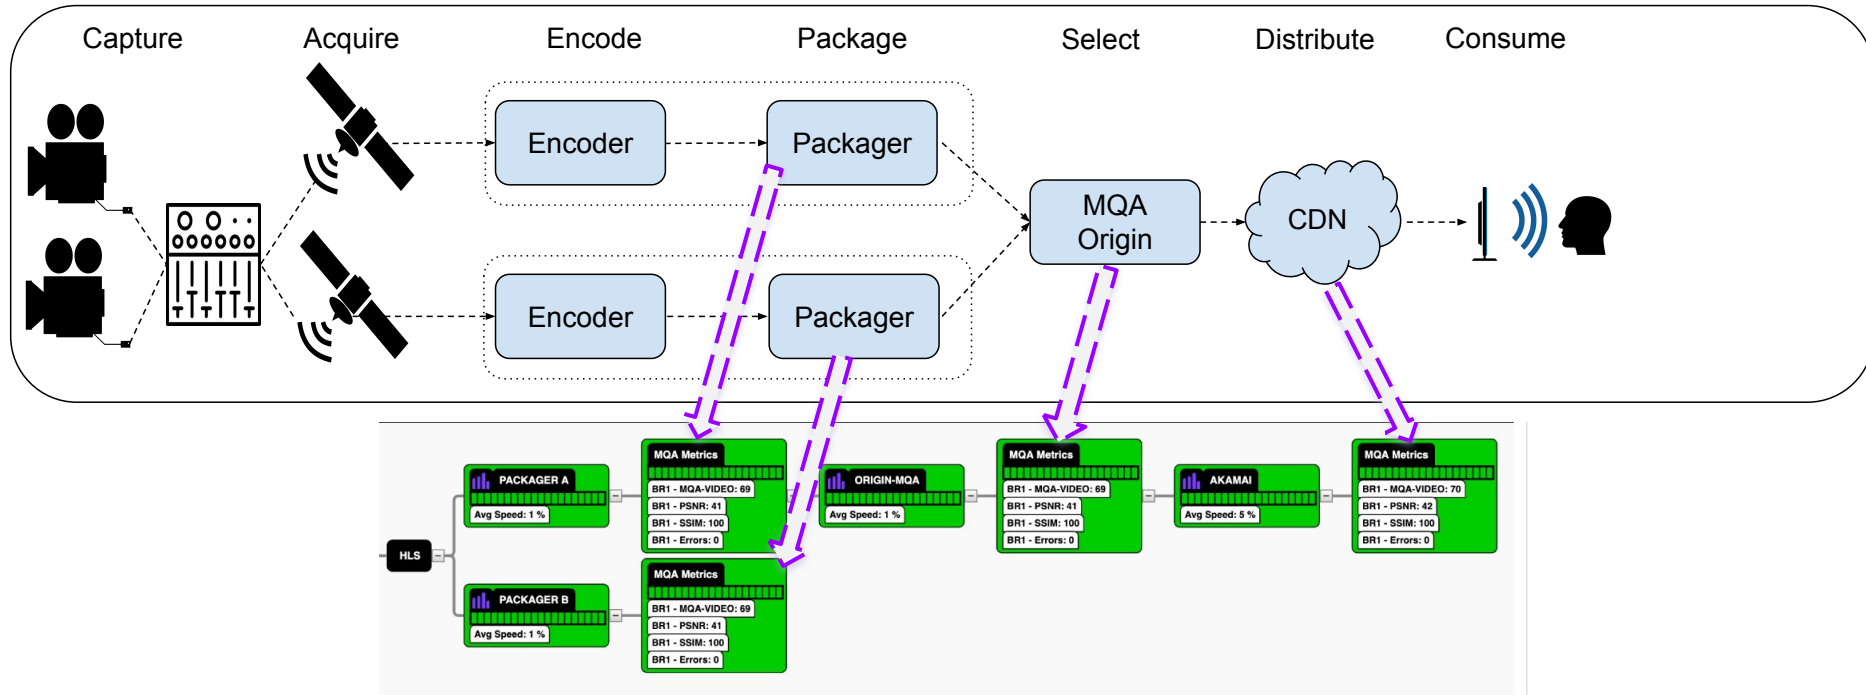 Capture
Acquire
Encode
Package
Select
Distribute
Consume
Encoder
Packager
Encoder
Packager
MQA
Origin
CDN
HLS
PACKAGER A
Avg Speed: 1 %
MQA Metrics
BR1 - MQA-VIDEO: 69
BR1 - PSNR: 41
BR1 - SSIM: 100
BR1 - Errors: 0
ORIGIN-MQA
Avg Speed: 1 %
MQA Metrics
BR1 - MQA-VIDEO: 69
BR1 - PSNR: 41
BR1 - SSIM: 100
BR1 - Errors: 0
AKAMAI
Avg Speed: 5 %
MQA Metrics
BR1 - MQA-VIDEO: 70
BR1 - PSNR: 42
BR1 - SSIM: 100
BR1 - Errors: 0
PACKAGER B
Avg Speed: 1 %
MQA Metrics
BR1 - MQA-VIDEO: 69
BR1 - PSNR: 41
BR1 - SSIM: 100
BR1 - Errors: 0